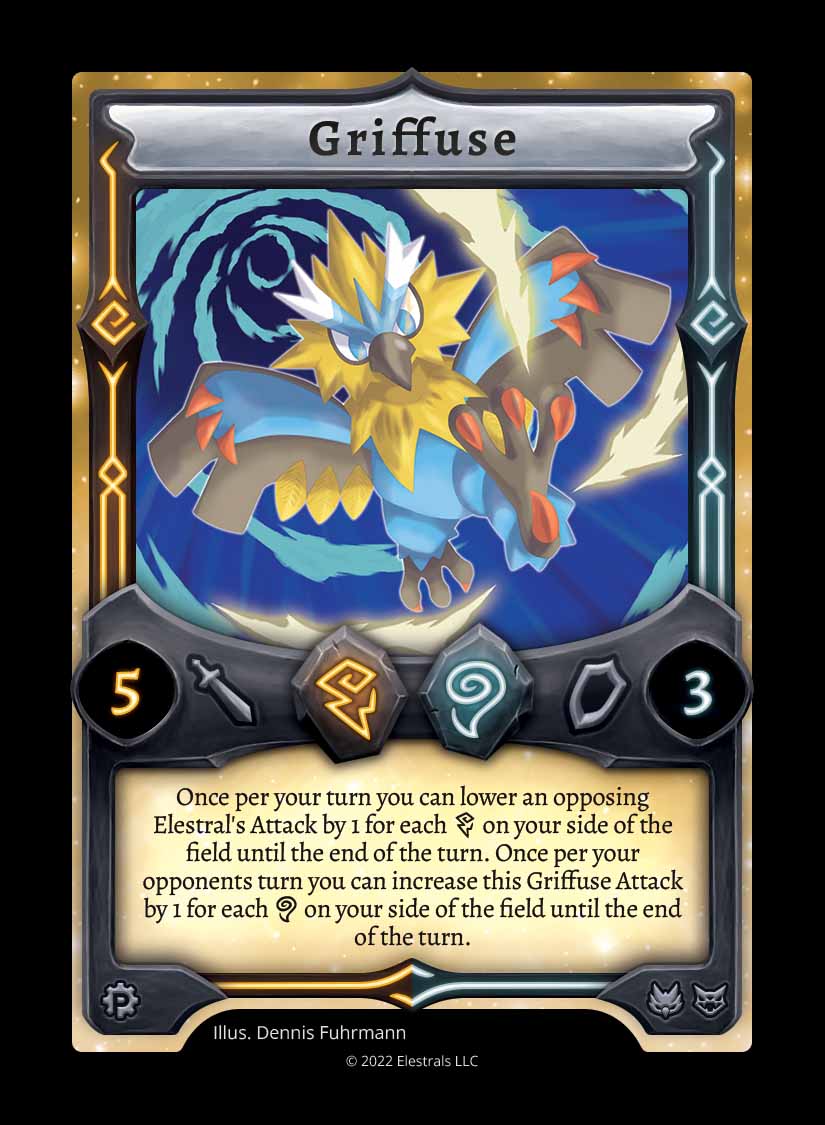 Griffuse
5
3
Once per your turn you can lower an opposing
Elestral's Attack by 1 for each on your side of the
field until the end of the turn. Once per your
opponents turn you can increase this Griffuse Attack
by 1 for each on your side of the field until the end
of the turn.
P
Illus. Dennis Fuhrmann
© 2022 Elestrals LLC